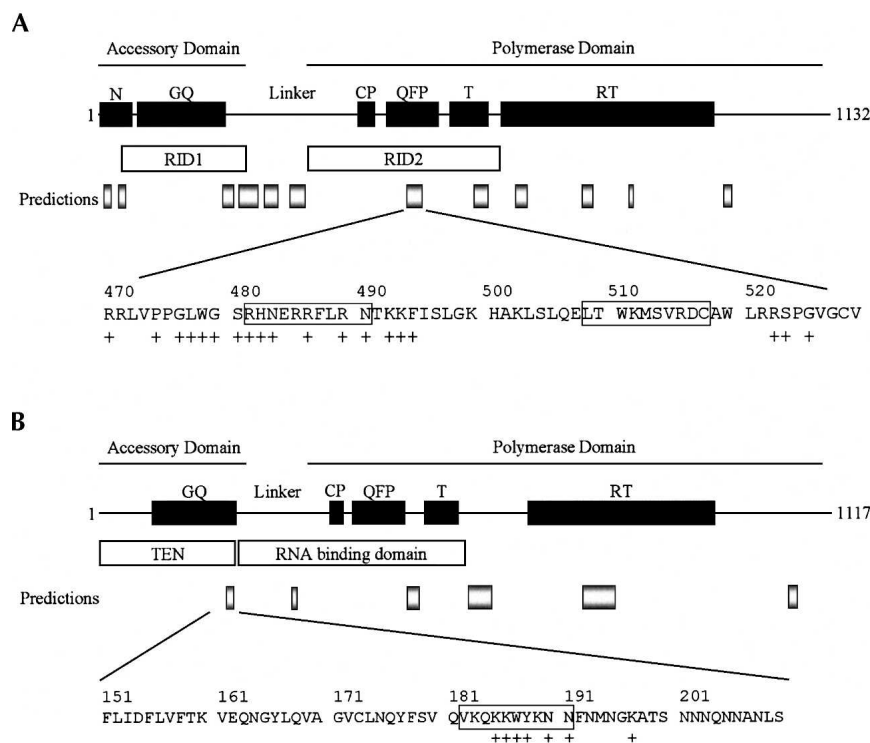 A
Accessory Domain Polymerase Domain
N GQ Linker CP QFP T RT
1 1132
RID1 RID2
Predictions
470 480 490 500 510 520
RRLVPPGLWG SRHNERRFLR NTKKFISLGK HAKLSLQELT WKMSVRDCAW LRRSPGVGCV
+ + + + + + + + + + + + + + + + + + +
B
Accessory Domain Polymerase Domain
GQ Linker CP QFP T RT
1 1117
TEN RNA binding domain
Predictions
151 161 171 181 191 201
FLIDFLVFTK VEQNGYLQVA GVCLNQYFSV QVKQKKWYKN NFNMNGKATS NNNQNNANLS
+ + + + + + +